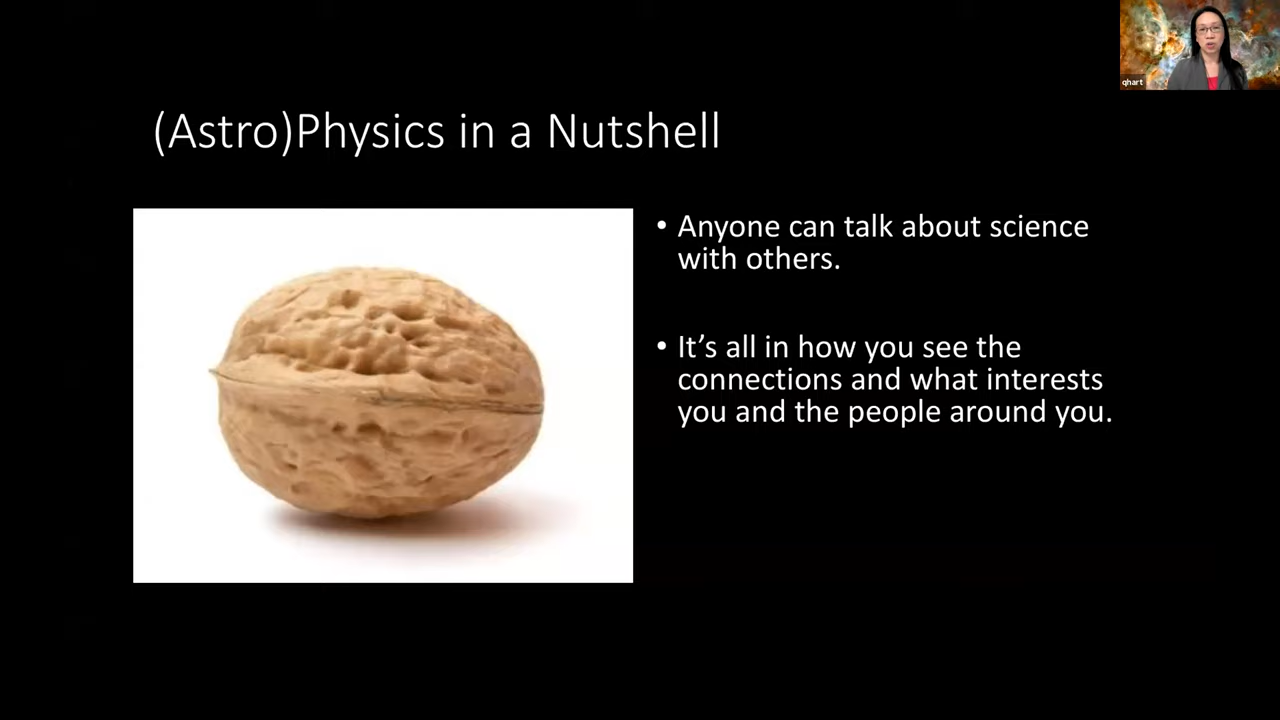 qhart
(Astro)Physics in a Nutshell
• Anyone can talk about science
with others.
• It’s all in how you see the
connections and what interests
you and the people around you.